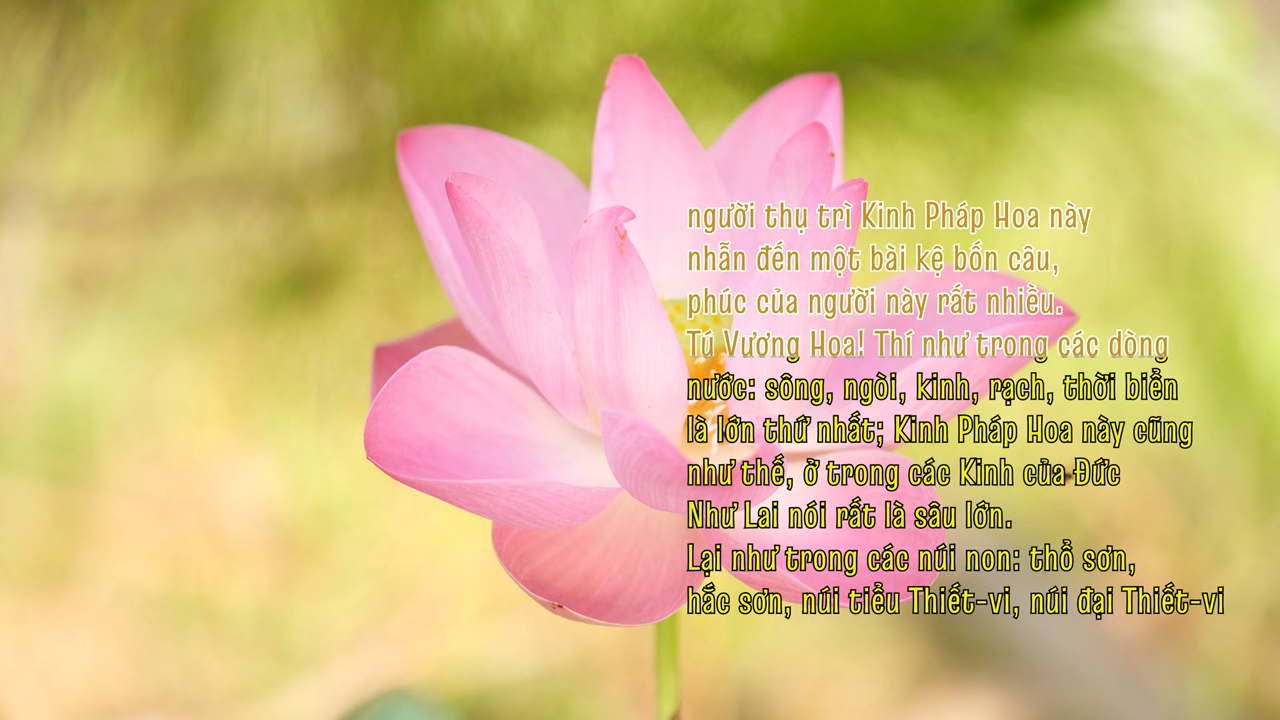 người thụ trì Kinh Pháp Hoa này
nhẫn đến một bài kệ bốn câu,
phúc của người này rất nhiều.
Tú Vương Hoa! Thí như trong các dòng
nước: sông, ngòi, kinh, rạch, thời biển
là lớn thứ nhất; Kinh Pháp Hoa này cũng
như thế, ở trong các Kinh của Đức
Như Lai nói rất là sâu lớn.
Lại như trong các núi non: thổ sơn,
hắc sơn, núi tiểu Thiết-vi, núi đại Thiết-vi